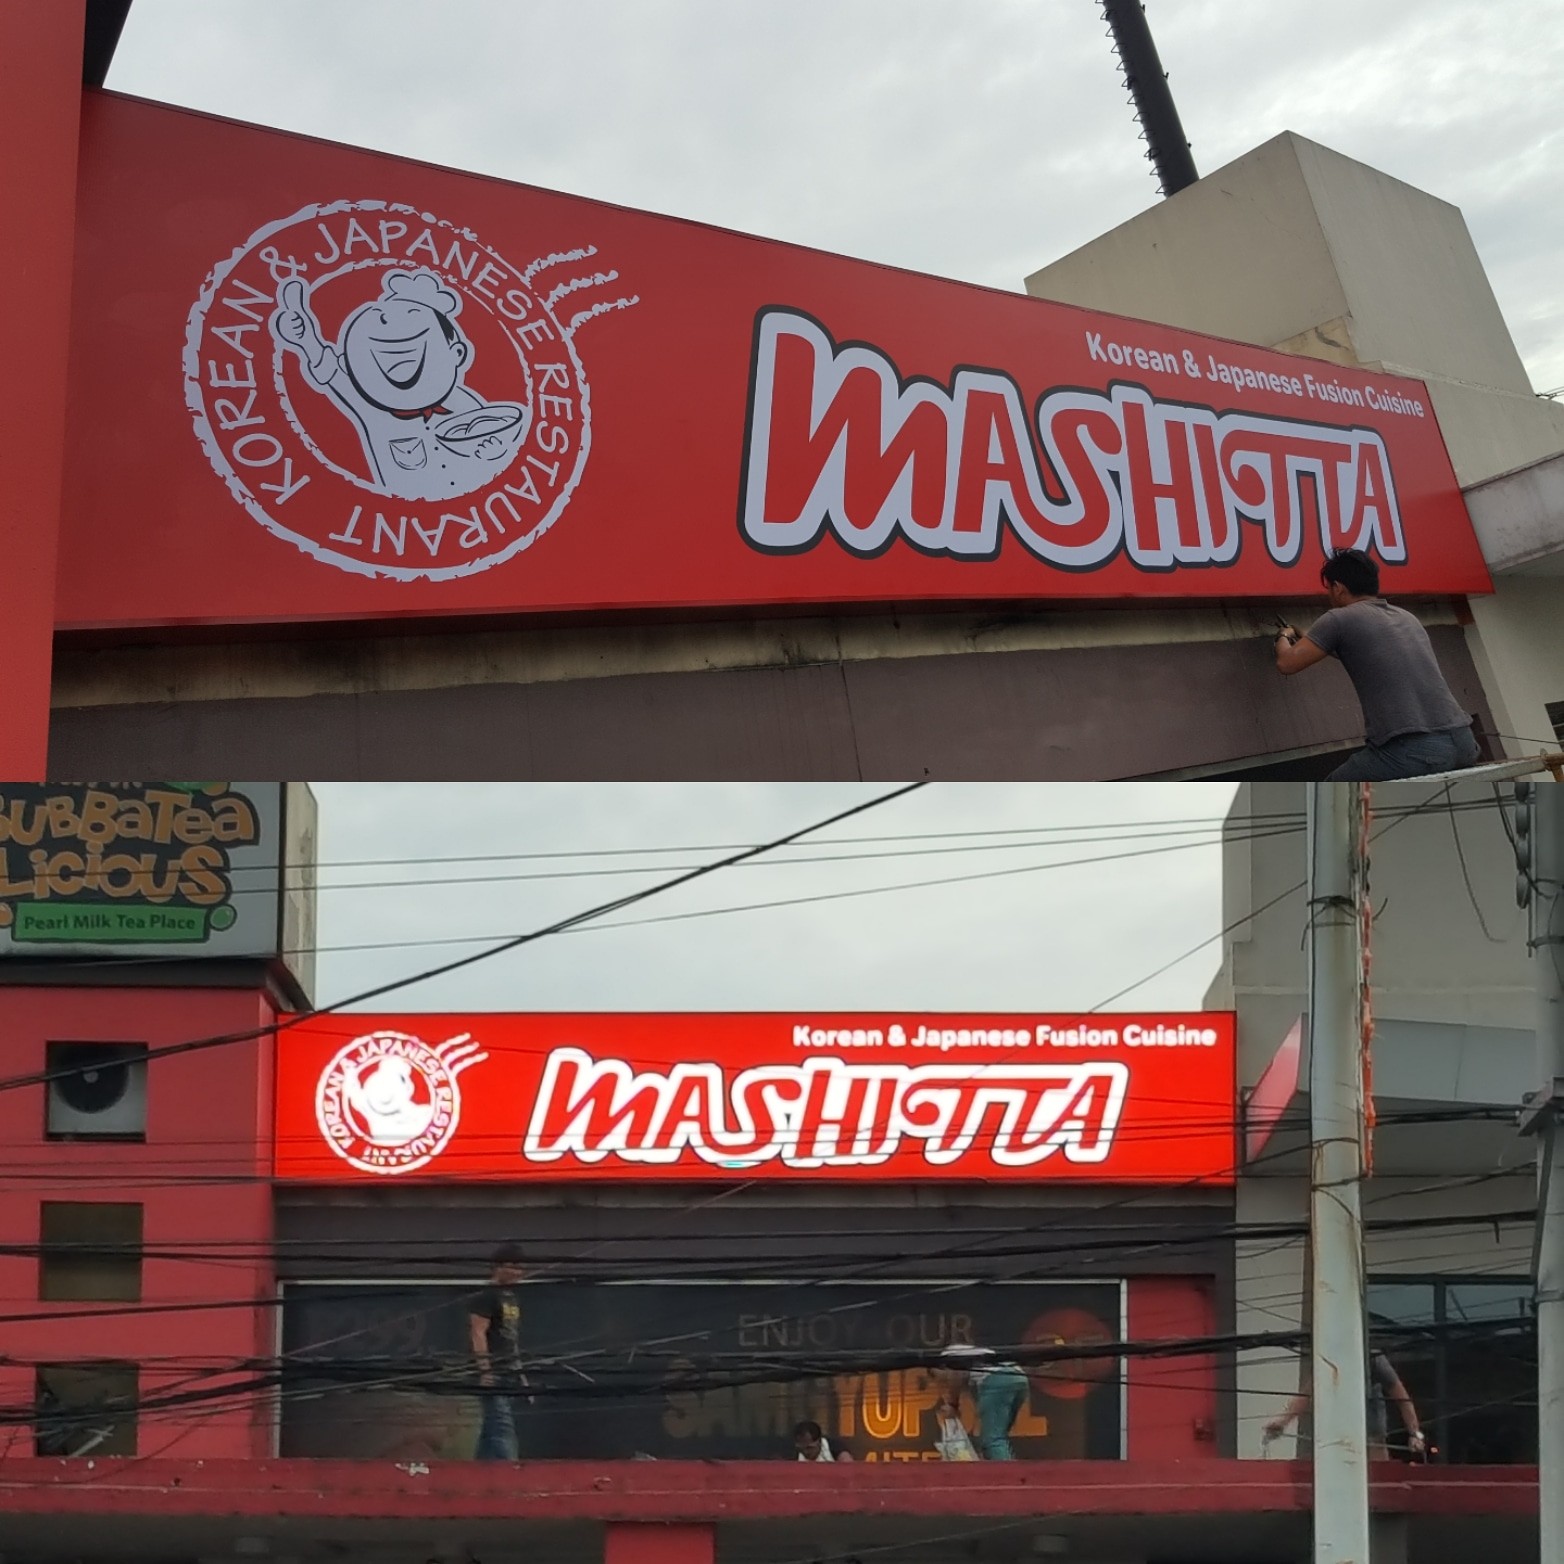 KOREAN & JAPANESE RESTAURANT
Korean & Japanese Fusion Cuisine
MASHITTA
BUBBaTea
LiCiOUS
Pearl Milk Tea Place
KOREAN & JAPANESE RESTAURANT
Korean & Japanese Fusion Cuisine
MASHITTA
ENJOY OUR